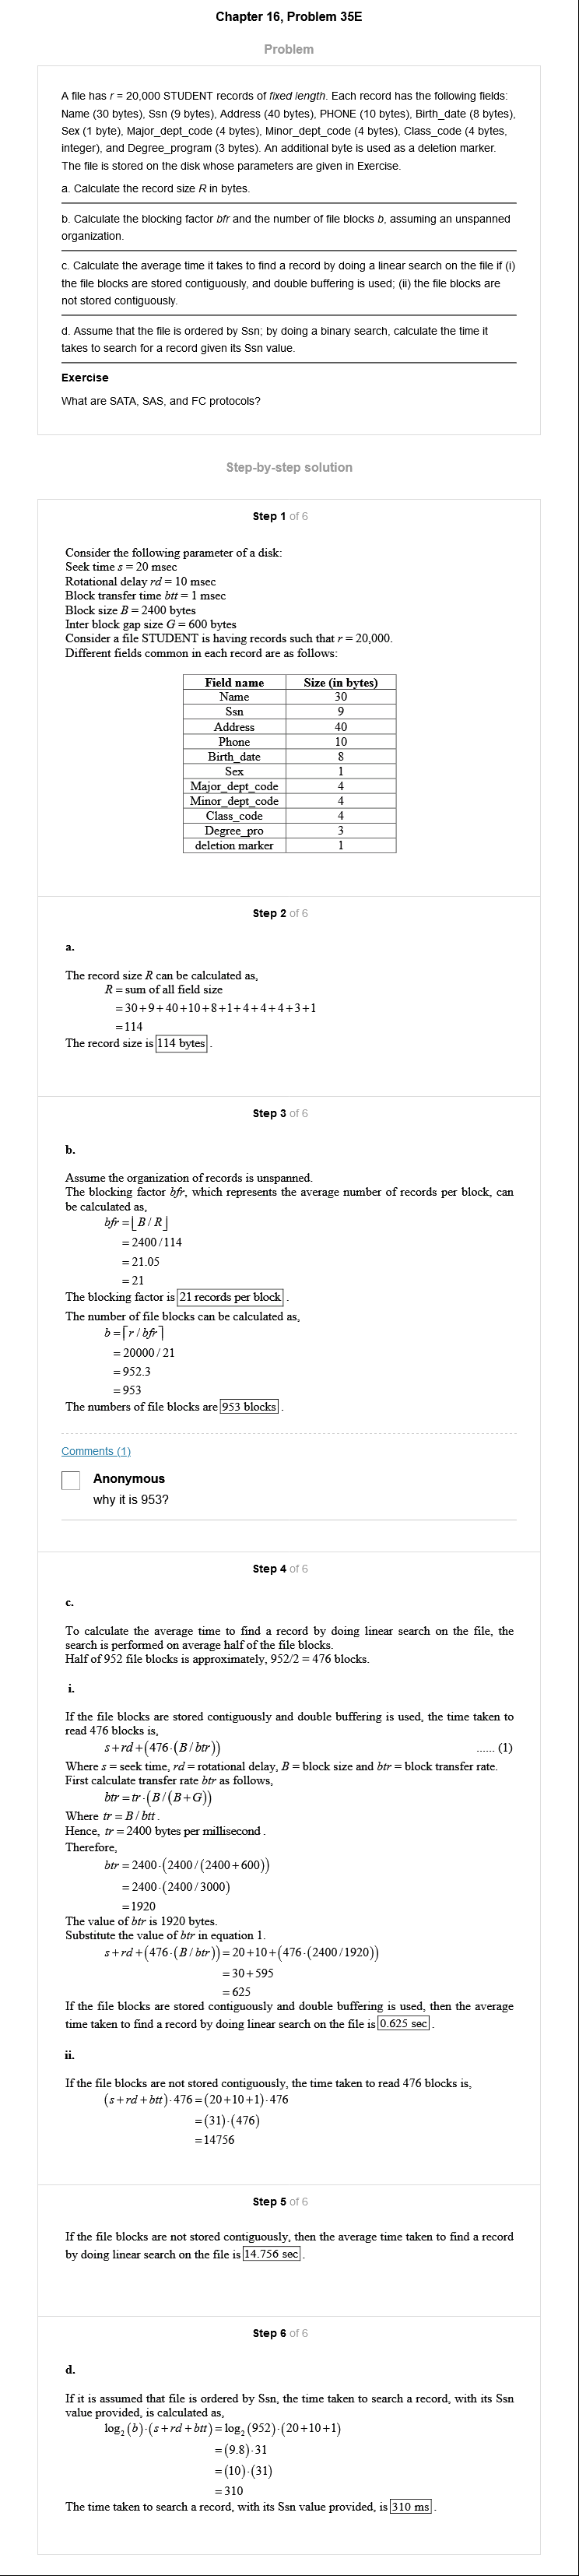 Chapter 16, Problem 35E
Problem
A file has r = 20,000 STUDENT records of fixed length. Each record has the following fields:
Name (30 bytes), Ssn (9 bytes), Address (40 bytes), PHONE (10 bytes), Birth_date (8 bytes),
Sex (1 byte), Major_dept_code (4 bytes), Minor_dept_code (4 bytes), Class_code (4 bytes,
integer), and Degree_program (3 bytes). An additional byte is used as a deletion marker.
The file is stored on the disk whose parameters are given in Exercise.
a. Calculate the record size R in bytes.
b. Calculate the blocking factor bfr and the number of file blocks b, assuming an unspanned
organization.
c. Calculate the average time it takes to find a record by doing a linear search on the file if (i)
the file blocks are stored contiguously, and double buffering is used; (ii) the file blocks are
not stored contiguously.
d. Assume that the file is ordered by Ssn; by doing a binary search, calculate the time it
takes to search for a record given its Ssn value.
Exercise
What are SATA, SAS, and FC protocols?
Step-by-step solution
Step 1 of 6
Consider the following parameter of a disk:
Seek time s = 20 msec
Rotational delay rd = 10 msec
Block transfer time btt = 1 msec
Block size B = 2400 bytes
Inter block gap size G = 600 bytes
Consider a file STUDENT is having records such that r = 20,000.
Different fields common in each record are as follows:
Field name Size (in bytes)
Name 30
Ssn 9
Address 40
Phone 10
Birth_date 8
Sex 1
Major_dept_code 4
Minor_dept_code 4
Class_code 4
Degree_pro 3
deletion marker 1
Step 2 of 6
a.
The record size R can be calculated as,
R = sum of all field size
= 30+9+40+10+8+1+4+4+4+3+1
= 114
The record size is 114 bytes .
Step 3 of 6
b.
Assume the organization of records is unspanned.
The blocking factor bfr, which represents the average number of records per block, can
be calculated as,
bfr = ⌊B / R⌋
= 2400 / 114
= 21.05
= 21
The blocking factor is 21 records per block .
The number of file blocks can be calculated as,
b = ⌈r / bfr⌉
= 20000 / 21
= 952.3
= 953
The numbers of file blocks are 953 blocks .
Comments (1)
Anonymous
why it is 953?
Step 4 of 6
c.
To calculate the average time to find a record by doing linear search on the file, the
search is performed on average half of the file blocks.
Half of 952 file blocks is approximately, 952/2 = 476 blocks.
i.
If the file blocks are stored contiguously and double buffering is used, the time taken to
read 476 blocks is,
s + rd + (476·(B / btr)) ...... (1)
Where s = seek time, rd = rotational delay, B = block size and btr = block transfer rate.
First calculate transfer rate btr as follows,
btr = tr·(B / (B+G))
Where tr = B / btt .
Hence, tr = 2400 bytes per millisecond .
Therefore,
btr = 2400·(2400 / (2400+600))
= 2400·(2400 / 3000)
= 1920
The value of btr is 1920 bytes.
Substitute the value of btr in equation 1.
s + rd + (476·(B / btr)) = 20+10+(476·(2400 / 1920))
= 30+595
= 625
If the file blocks are stored contiguously and double buffering is used, then the average
time taken to find a record by doing linear search on the file is 0.625 sec .
ii.
If the file blocks are not stored contiguously, the time taken to read 476 blocks is,
(s + rd + btt)·476 = (20+10+1)·476
= (31)·(476)
= 14756
Step 5 of 6
If the file blocks are not stored contiguously, then the average time taken to find a record
by doing linear search on the file is 14.756 sec .
Step 6 of 6
d.
If it is assumed that file is ordered by Ssn, the time taken to search a record, with its Ssn
value provided, is calculated as,
log₂(b)·(s + rd + btt) = log₂(952)·(20+10+1)
= (9.8)·31
= (10)·(31)
= 310
The time taken to search a record, with its Ssn value provided, is 310 ms .